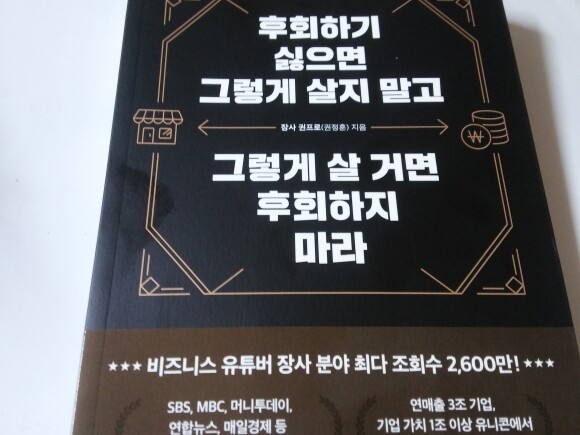 후회하기
싫으면
그렇게 살지 말고
장사 권프로(권정훈) 지음
₩
그렇게 살 거면
후회하지
마라
★★★ 비즈니스 유튜버 장사 분야 최다 조회수 2,600만! ★★★
SBS, MBC, 머니투데이,
연합뉴스, 매일경제 등
연매출 3조 기업,
기업 가치 1조 이상 유니콘에서